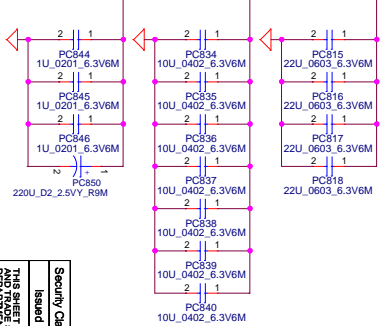 2 1
PC844
1U_0201_6.3V6M
2 1
PC845
1U_0201_6.3V6M
2 1
PC846
1U_0201_6.3V6M
2 + 1
PC850
220U_D2_2.5VY_R9M
2 1
PC834
10U_0402_6.3V6M
2 1
PC835
10U_0402_6.3V6M
2 1
PC836
10U_0402_6.3V6M
2 1
PC837
10U_0402_6.3V6M
2 1
PC838
10U_0402_6.3V6M
2 1
PC839
10U_0402_6.3V6M
2 1
PC840
10U_0402_6.3V6M
2 1
PC815
22U_0603_6.3V6M
2 1
PC816
22U_0603_6.3V6M
2 1
PC817
22U_0603_6.3V6M
2 1
PC818
22U_0603_6.3V6M
Security Cla
Issued
THIS SHEET
AND TRADE